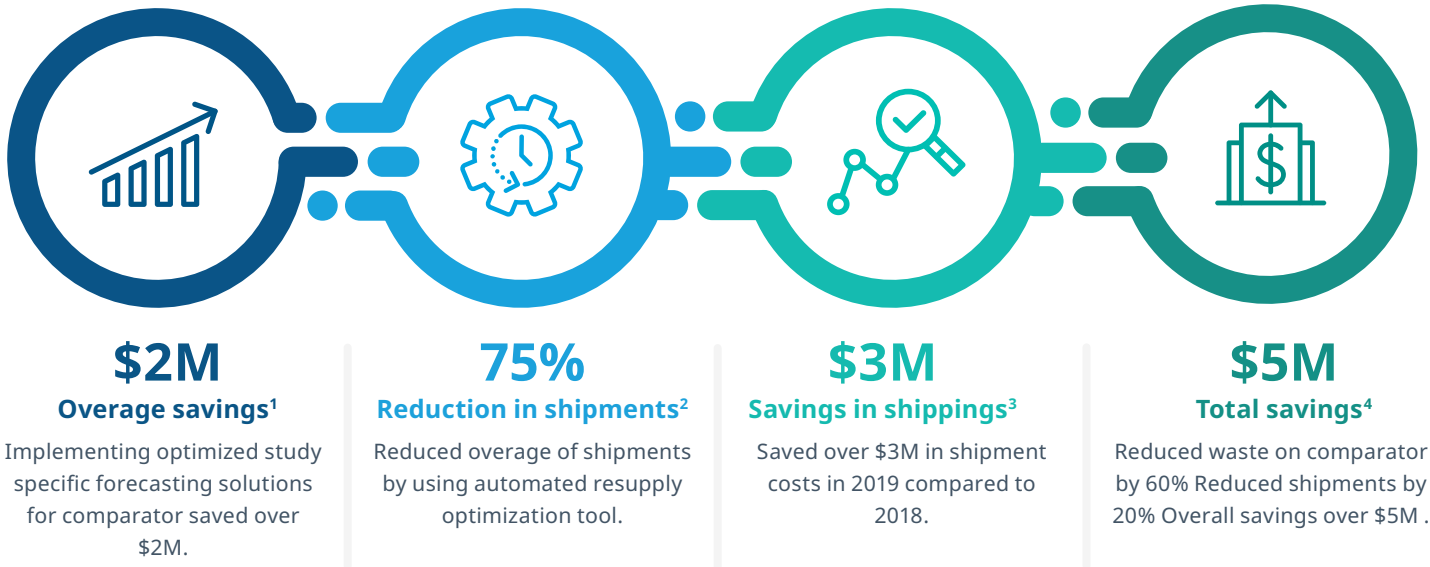 $2M
Overage savings¹
Implementing optimized study
specific forecasting solutions
for comparator saved over
$2M.
75%
Reduction in shipments²
Reduced overage of shipments
by using automated resupply
optimization tool.
$3M
Savings in shippings³
Saved over $3M in shipment
costs in 2019 compared to
2018.
$5M
Total savings⁴
Reduced waste on comparator
by 60% Reduced shipments by
20% Overall savings over $5M .